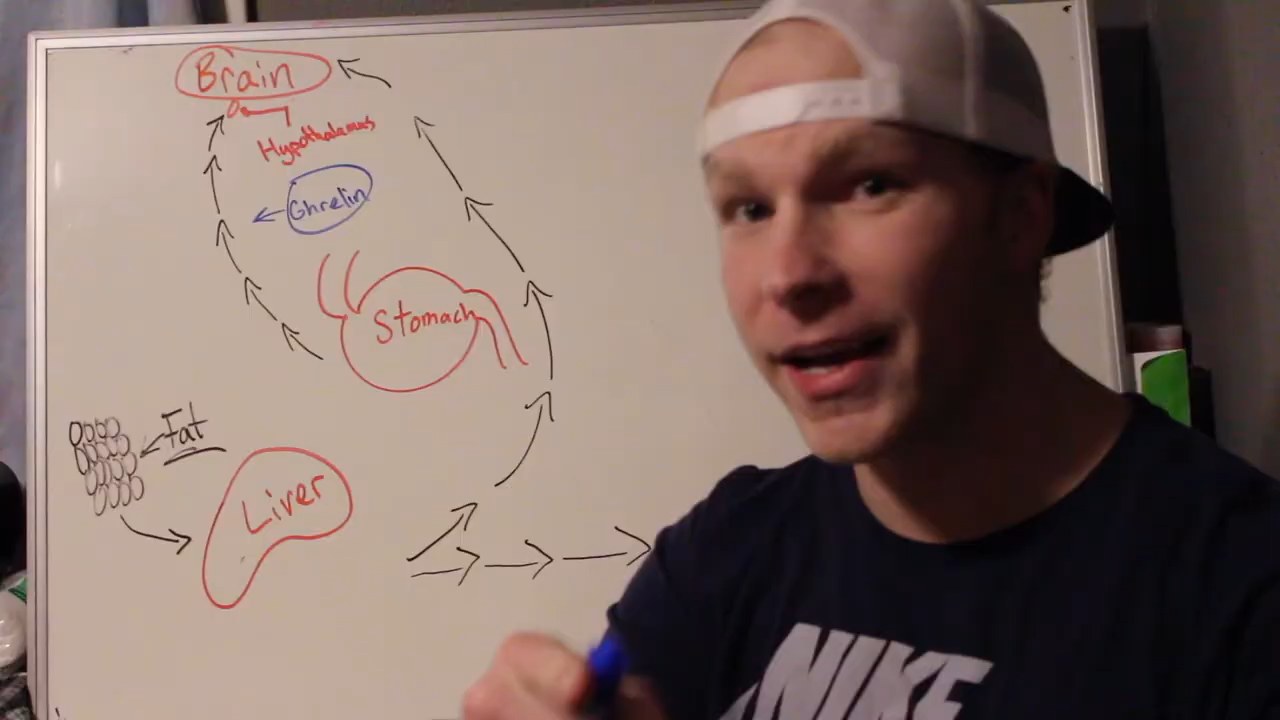 Brain
Hypothalamus
Ghrelin
Stomach
Fat
Liver
NIKE